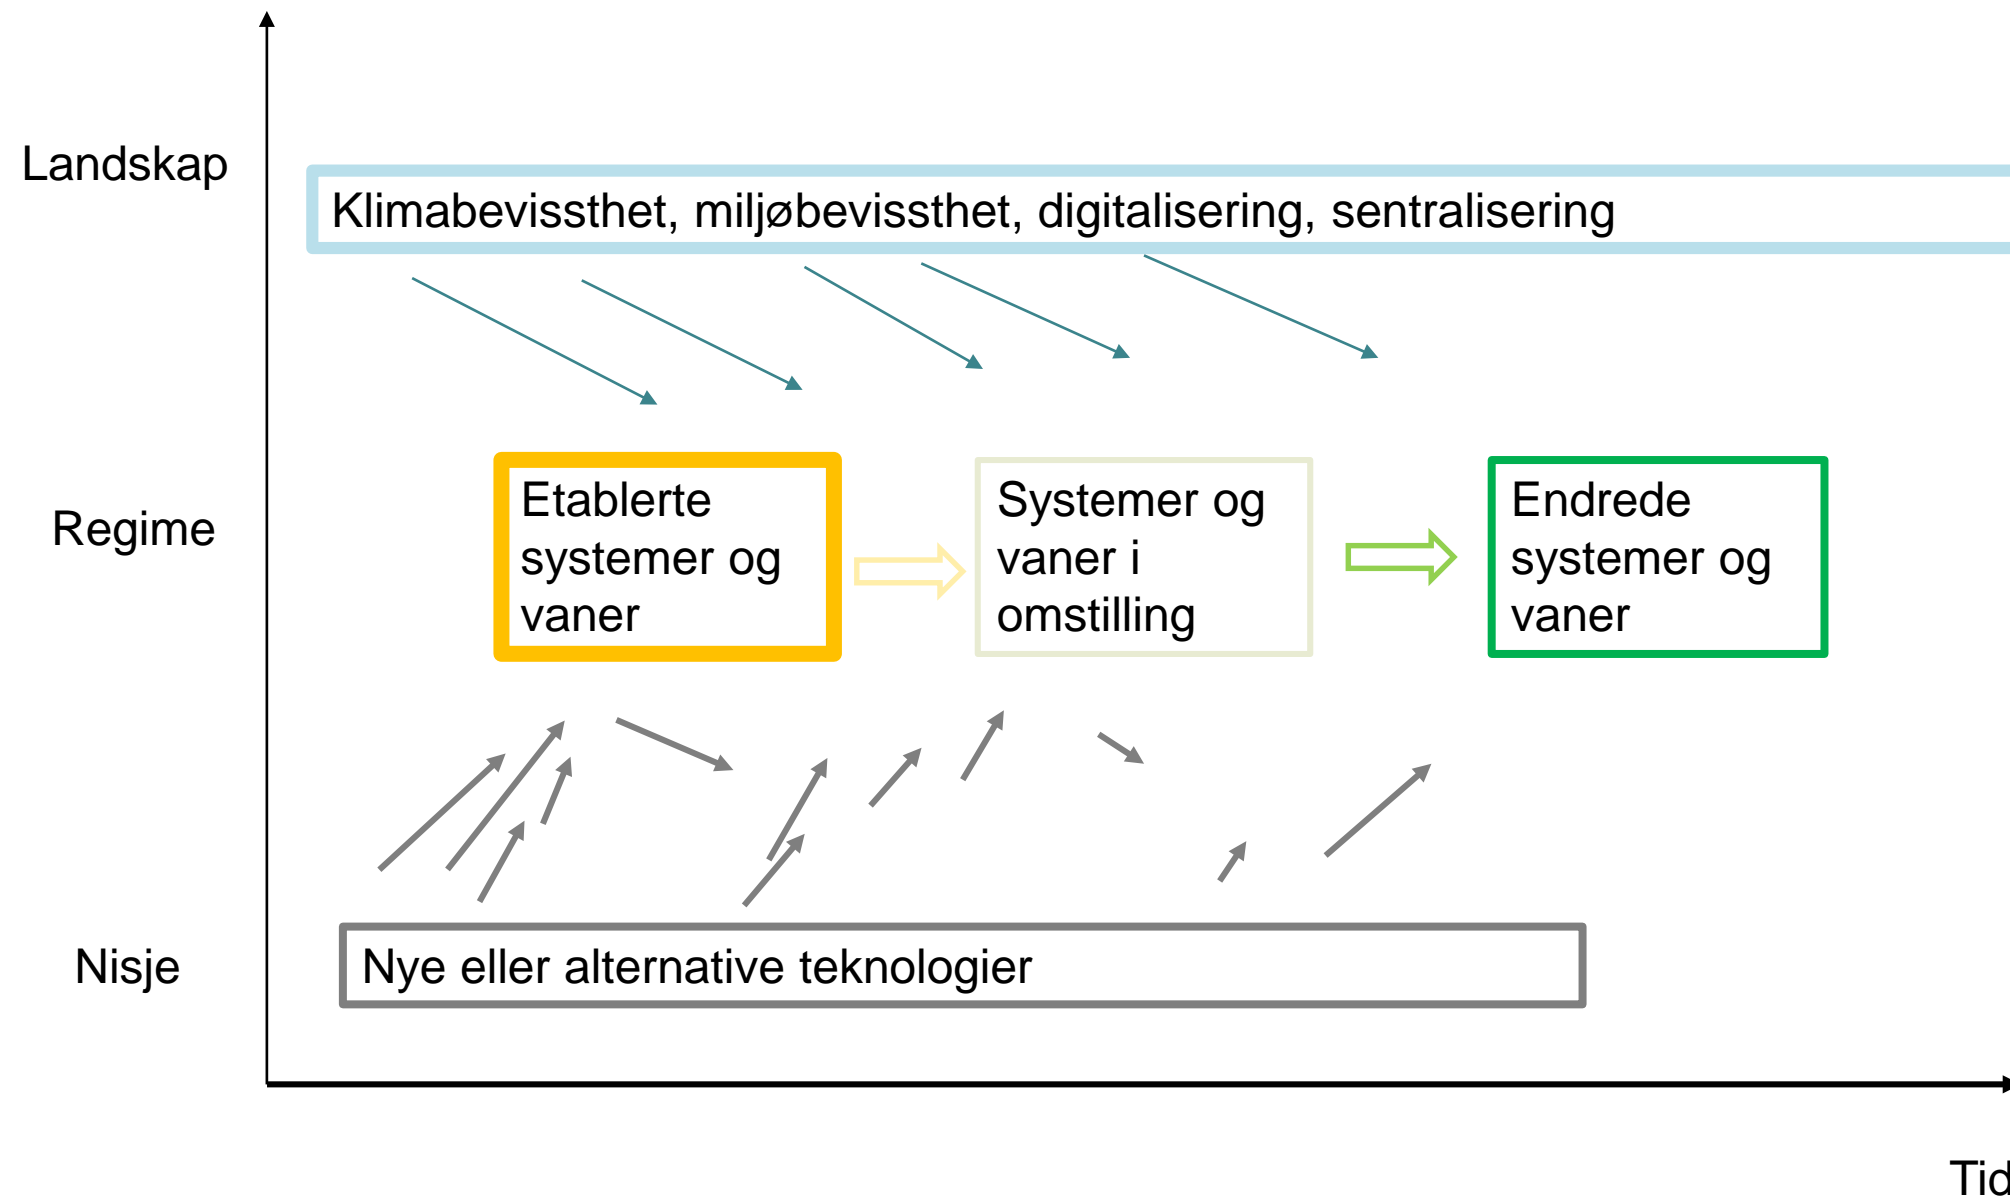 Landskap
Klimabevissthet, miljøbevissthet, digitalisering, sentralisering
Regime
Etablerte
systemer og
vaner
Systemer og
vaner i
omstilling
Endrede
systemer og
vaner
Nisje
Nye eller alternative teknologier
Tid